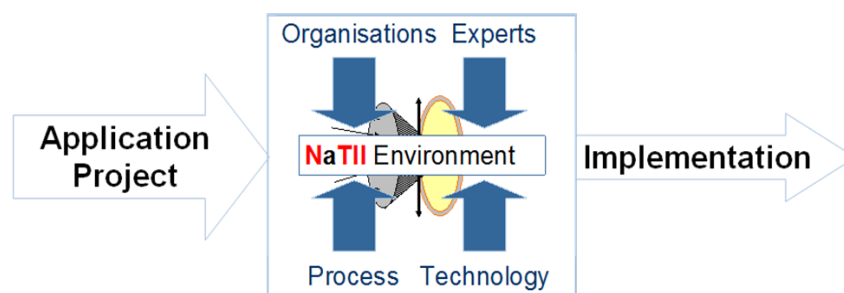 Organisations Experts
Application
Project
NaTII Environment
Implementation
Process Technology